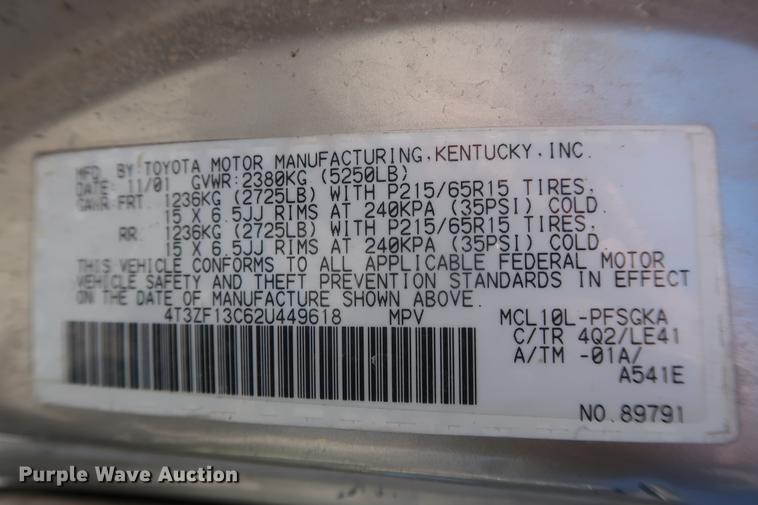 MFD. BY TOYOTA MOTOR MANUFACTURING, KENTUCKY, INC.
DATE: 11/01 GVWR: 2380KG (5250LB)
GAWR: FRT. 1236KG (2725LB) WITH P215/65R15 TIRES,
15 X 6.5JJ RIMS AT 240KPA (35PSI) COLD.
RR. 1236KG (2725LB) WITH P215/65R15 TIRES,
15 X 6.5JJ RIMS AT 240KPA (35PSI) COLD.
THIS VEHICLE CONFORMS TO ALL APPLICABLE FEDERAL MOTOR
VEHICLE SAFETY AND THEFT PREVENTION STANDARDS IN EFFECT
ON THE DATE OF MANUFACTURE SHOWN ABOVE.
4T3ZF13C62U449618 MPV MCL10L-PFSGKA
C/TR 4Q2/LE41
A/TM -01A/
A541E
NO. 89791
Purple Wave Auction